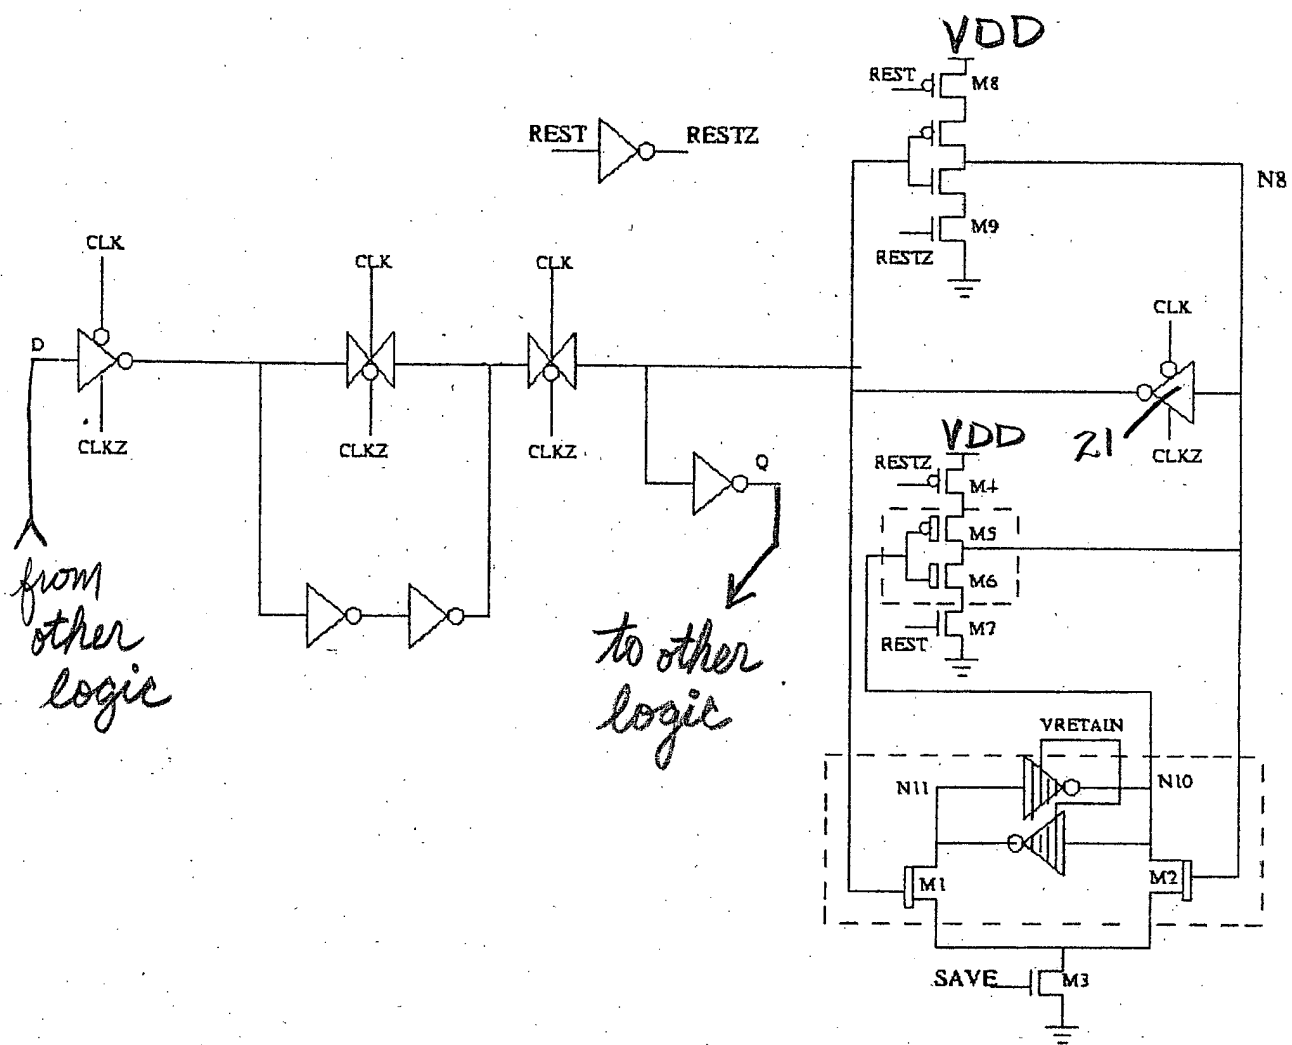 VDD
REST
M8
REST
RESTZ
N8
M9
RESTZ
CLK
CLK
CLK
CLK
D
CLKZ
CLKZ
CLKZ
21
CLKZ
VDD
RESTZ
M4
Q
M5
M6
M7
REST
from
other
logic
to other
logic
VRETAIN
N11
N10
M1
M2
SAVE
M3